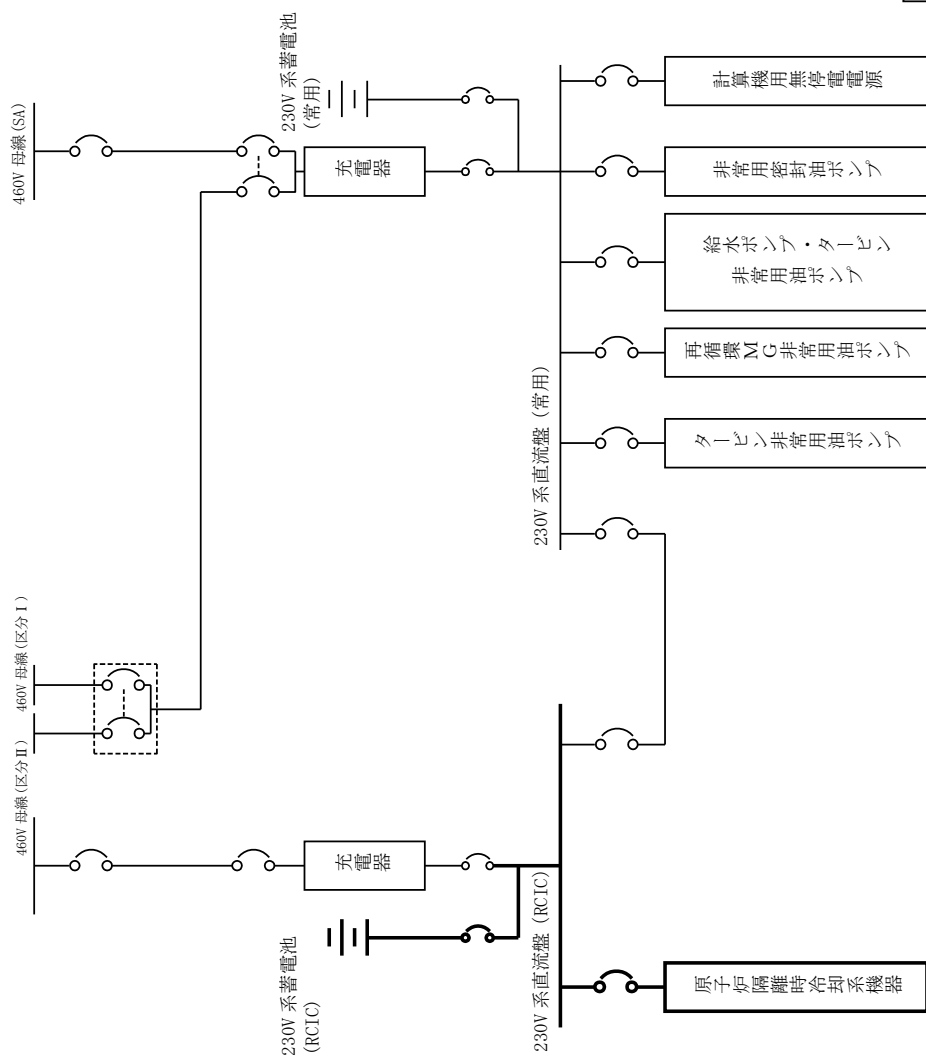 460V 母線(区分Ⅱ)
460V 母線(区分Ⅰ)
460V 母線(SA)
230V 系蓄電池
(RCIC)
充電器
230V 系蓄電池
(常用)
充電器
230V 系直流盤 (RCIC)
230V 系直流盤 (常用)
原子炉隔離時冷却系機器
タービン非常用油ポンプ
再循環MG非常用油ポンプ
給水ポンプ・タービン
非常用油ポンプ
非常用密封油ポンプ
計算機用無停電電源